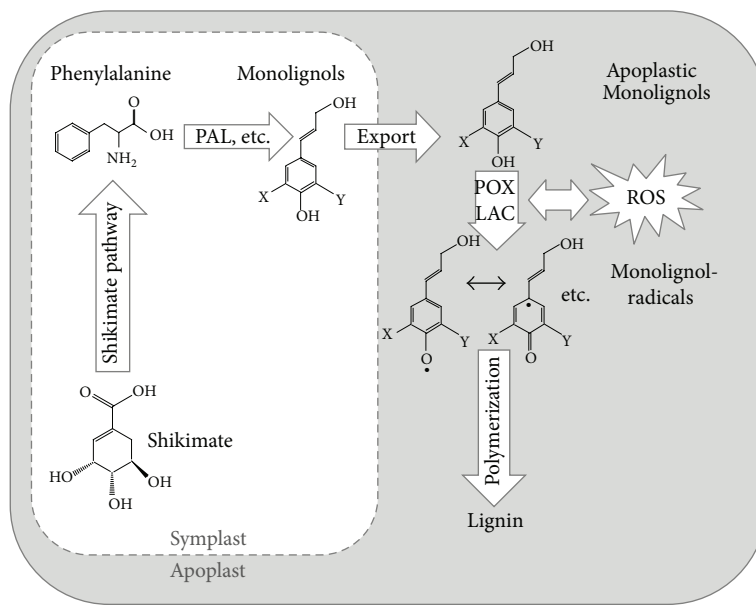 Phenylalanine
O
OH
NH2
PAL, etc.
Monolignols
OH
X
Y
OH
Export
OH
X
Y
OH
Apoplastic
Monolignols
POX
LAC
ROS
Monolignol-
radicals
OH
X
Y
O
OH
etc.
X
Y
O
Shikimate pathway
O
OH
Shikimate
HO
OH
OH
Polymerization
Lignin
Symplast
Apoplast